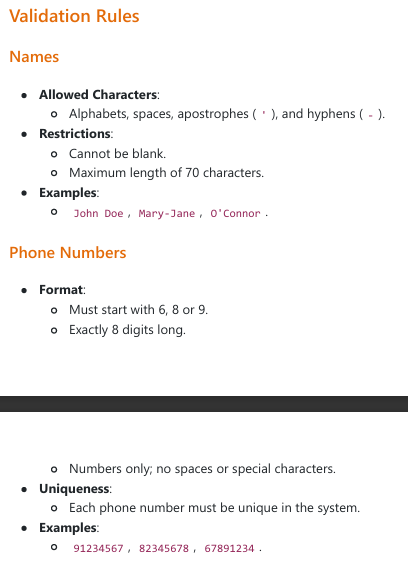 Validation Rules
Names
● Allowed Characters:
o Alphabets, spaces, apostrophes ( ' ), and hyphens ( - ).
● Restrictions:
o Cannot be blank.
o Maximum length of 70 characters.
● Examples:
o John Doe , Mary-Jane , O'Connor .
Phone Numbers
● Format:
o Must start with 6, 8 or 9.
o Exactly 8 digits long.
o Numbers only; no spaces or special characters.
● Uniqueness:
o Each phone number must be unique in the system.
● Examples:
o 91234567 , 82345678 , 67891234 .